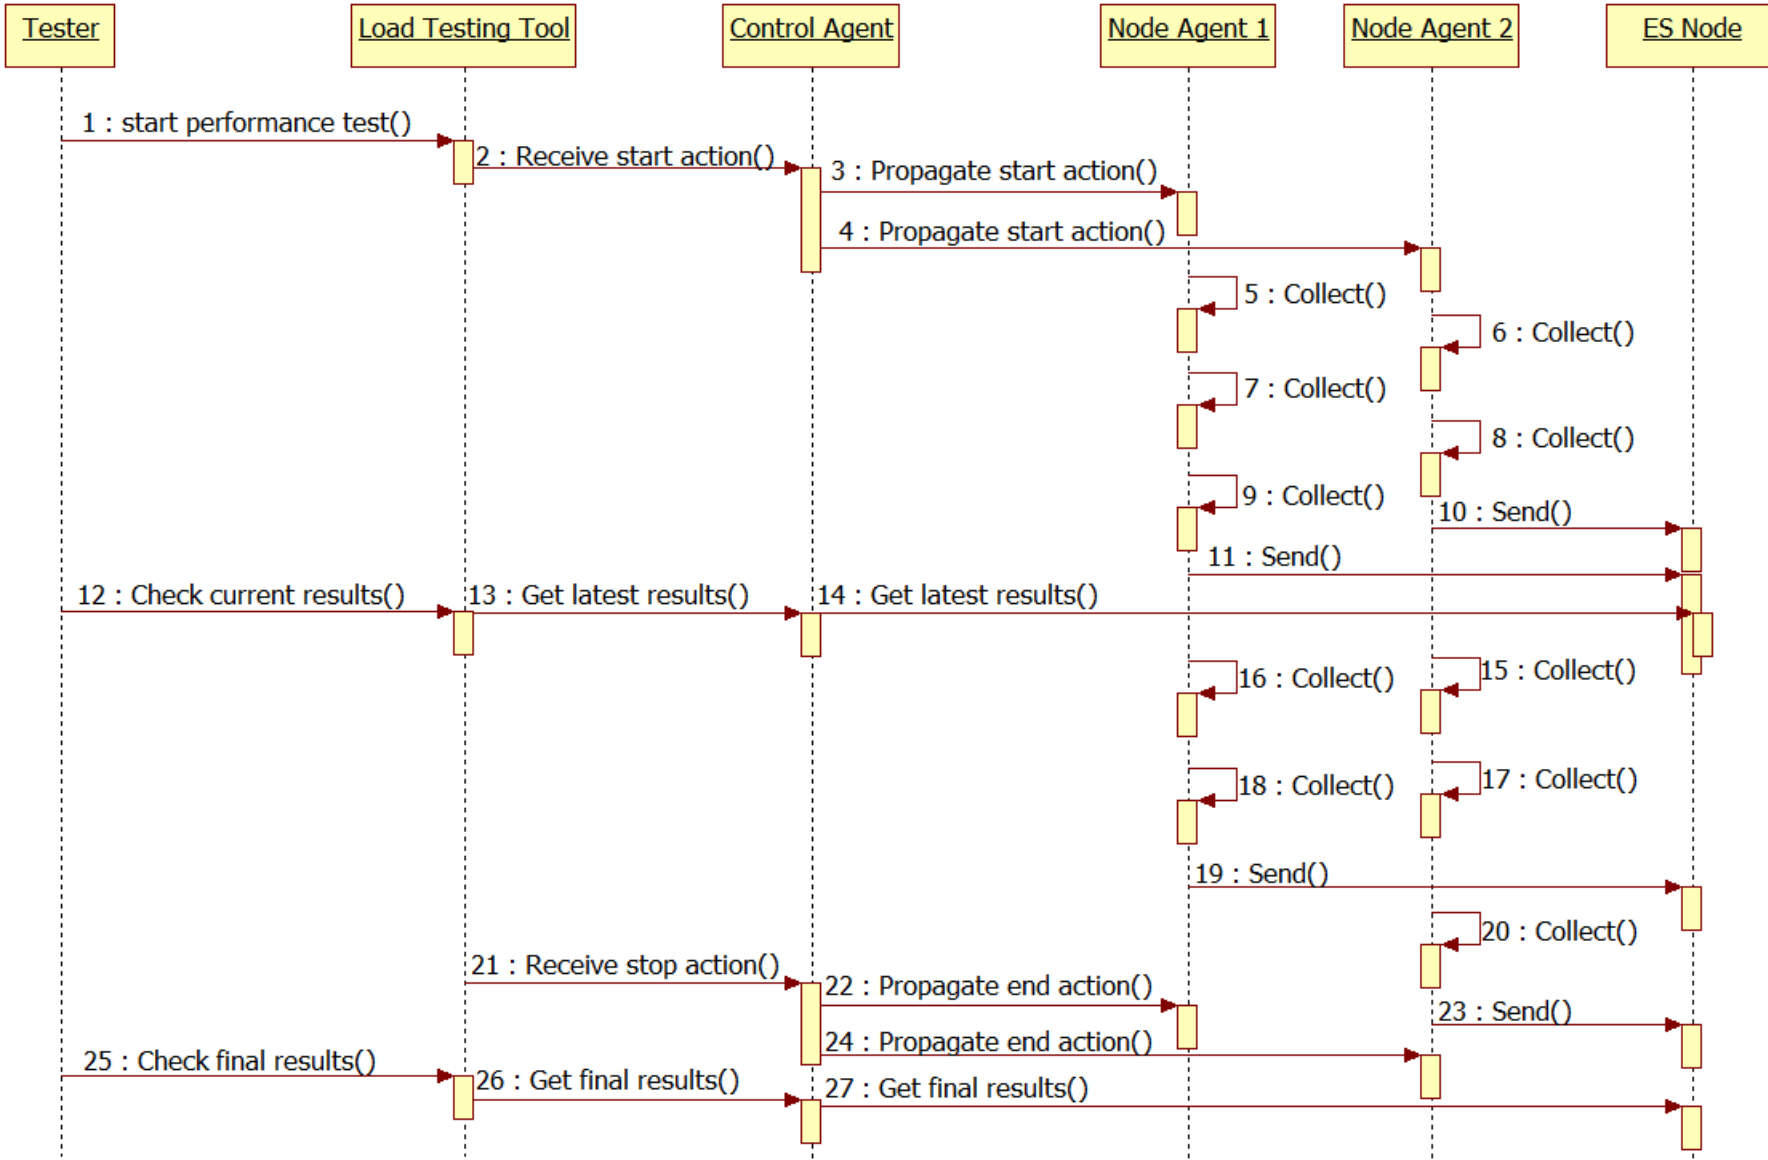 Tester
Load Testing Tool
Control Agent
Node Agent 1
Node Agent 2
ES Node
1 : start performance test()
2 : Receive start action()
3 : Propagate start action()
4 : Propagate start action()
5 : Collect()
6 : Collect()
7 : Collect()
8 : Collect()
9 : Collect()
10 : Send()
11 : Send()
12 : Check current results()
13 : Get latest results()
14 : Get latest results()
16 : Collect()
15 : Collect()
18 : Collect()
17 : Collect()
19 : Send()
20 : Collect()
21 : Receive stop action()
22 : Propagate end action()
23 : Send()
24 : Propagate end action()
25 : Check final results()
26 : Get final results()
27 : Get final results()